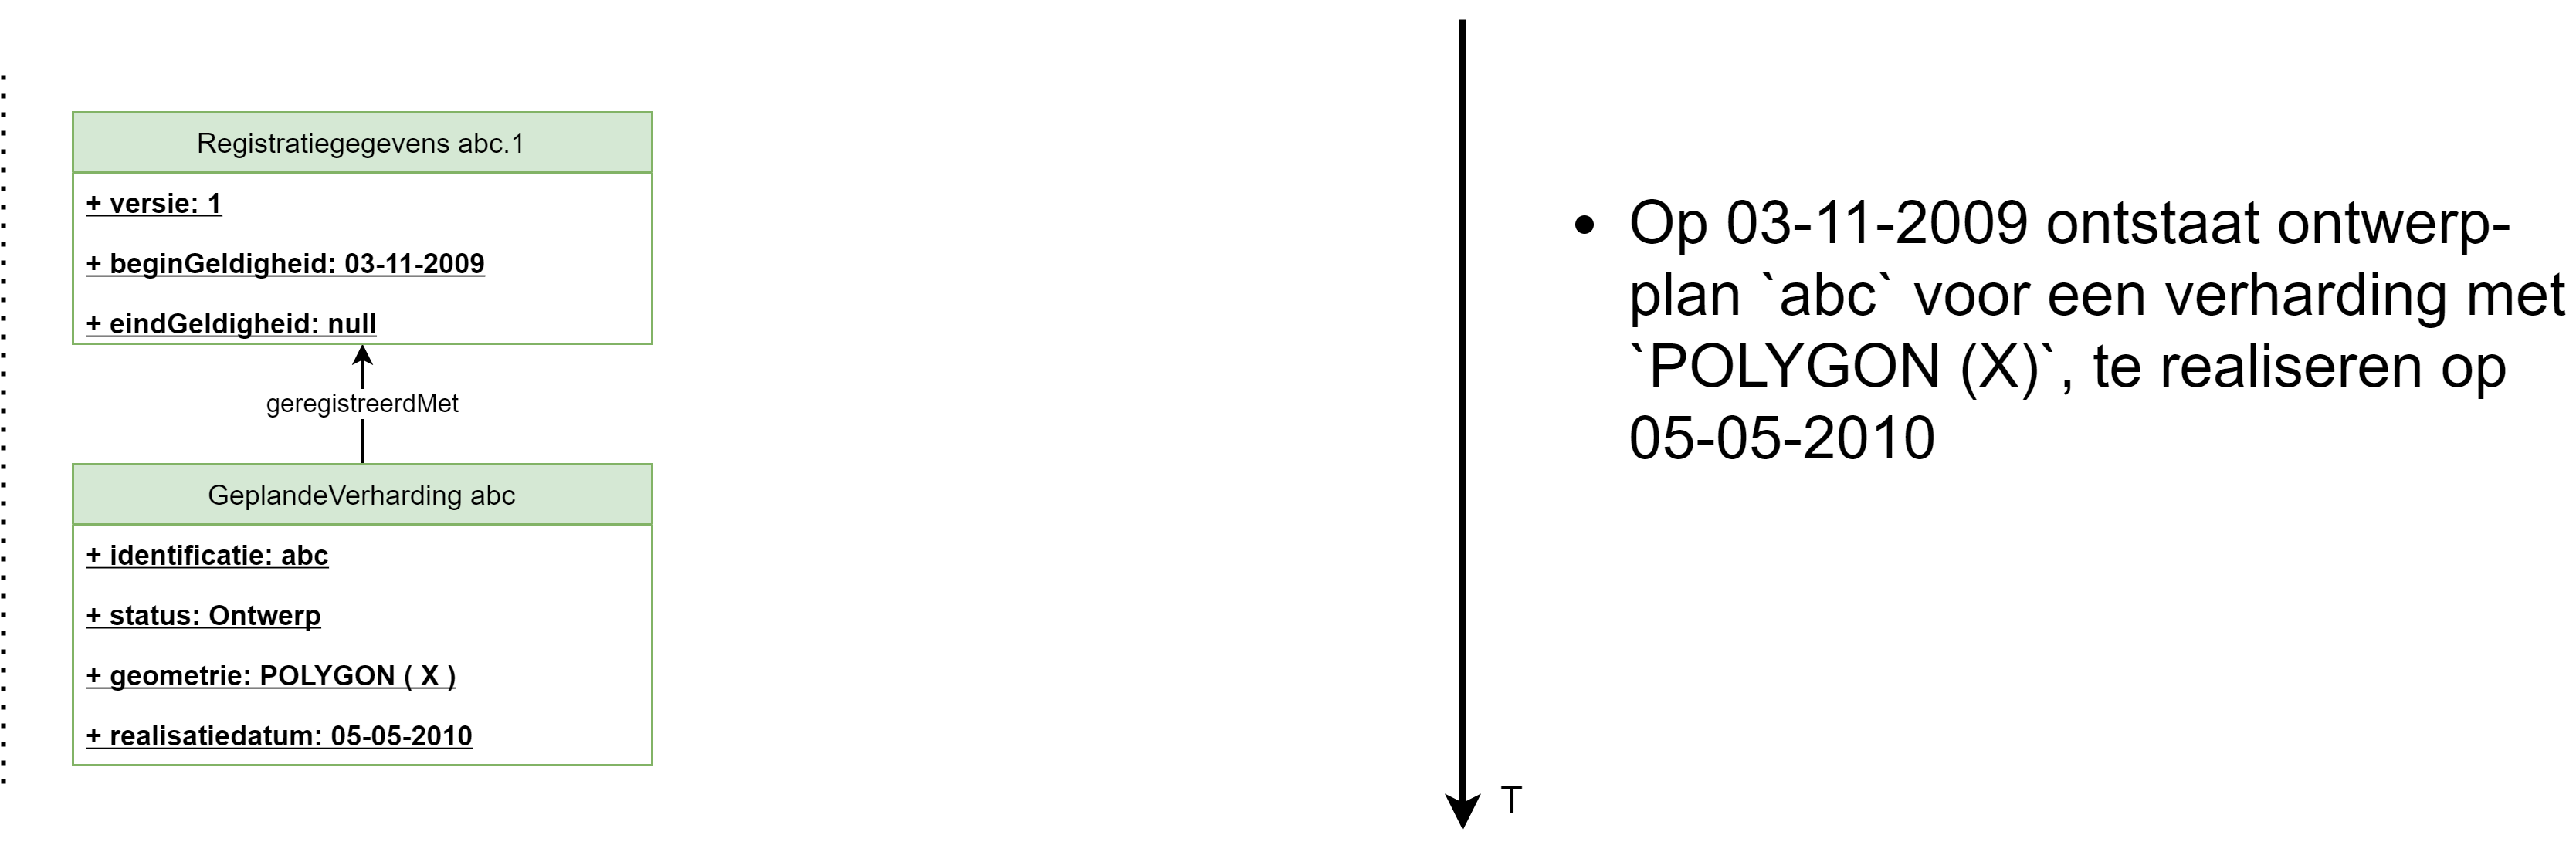 Registratiegegevens abc.1
+ versie: 1
+ beginGeldigheid: 03-11-2009
+ eindGeldigheid: null
geregistreerdMet
GeplandeVerharding abc
+ identificatie: abc
+ status: Ontwerp
+ geometrie: POLYGON ( X )
+ realisatiedatum: 05-05-2010
T
• Op 03-11-2009 ontstaat ontwerp-
plan `abc` voor een verharding met
`POLYGON (X)`, te realiseren op
05-05-2010